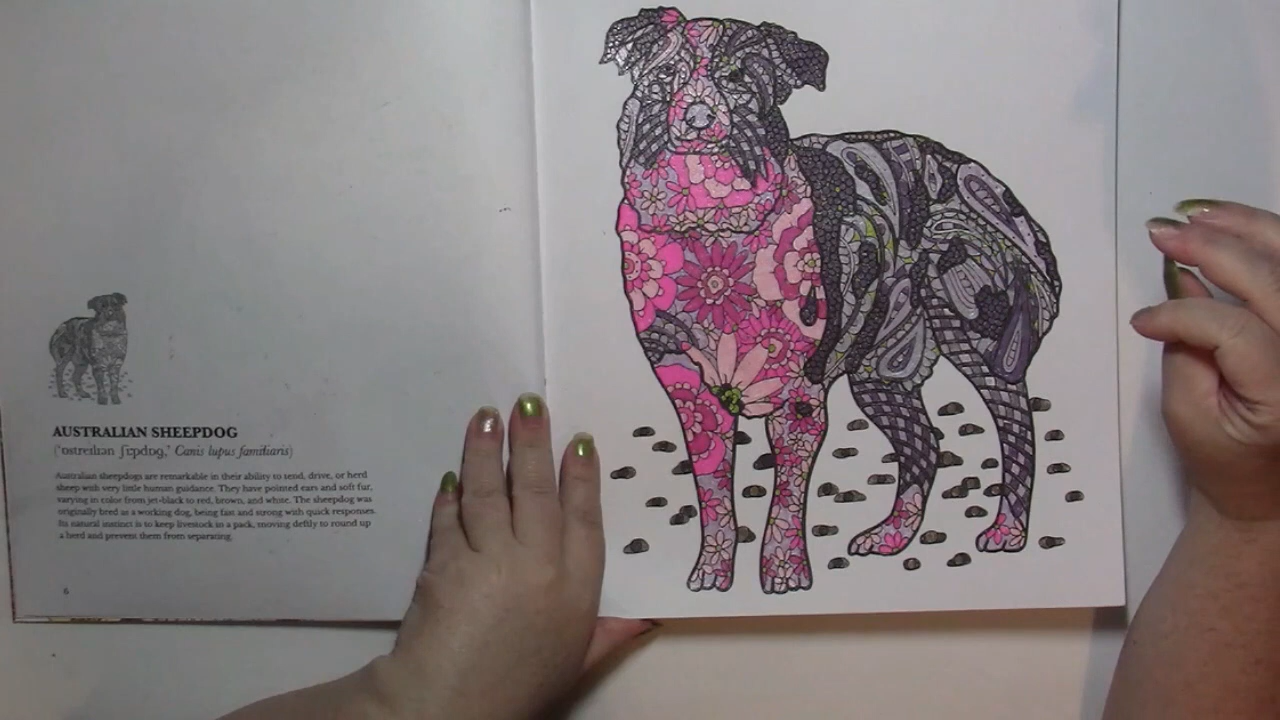 AUSTRALIAN SHEEPDOG
('ɒstreɪlɪən ʃiːpdɒg,' Canis lupus familiaris)
Australian sheepdogs are remarkable in their ability to send, drive, or herd
sheep with very little human guidance. They have pointed ears and soft fur,
varying in color from jet-black to red, brown, and white. The sheepdog was
originally bred as a working dog, being fast and strong with quick responses.
Its natural instinct is to keep livestock in a pack, moving deftly to round up
a herd and prevent them from separating.
6